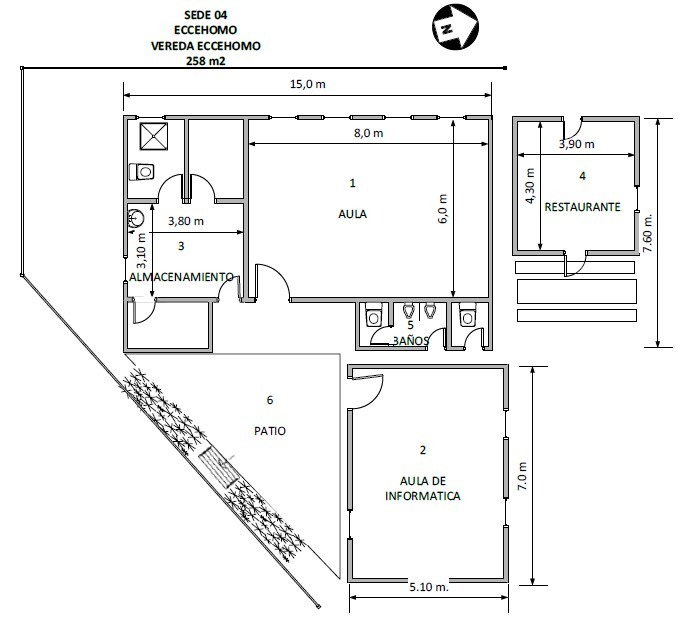 SEDE 04
ECCEHOMO
VEREDA ECCEHOMO
258 m2
N
15,0 m
8,0 m
3,90 m
1
AULA
6,0 m
4,30 m
4
RESTAURANTE
7.60 m.
3,80 m
3
3,10 m
ALMACENAMIENTO
5
BAÑOS
6
PATIO
2
AULA DE
INFORMATICA
7.0 m
5.10 m.